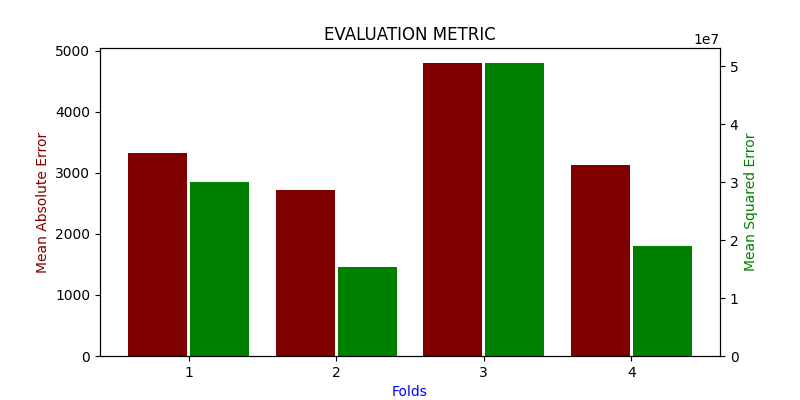 EVALUATION METRIC
1e7
5000
4000
3000
2000
1000
0
Mean Absolute Error
5
4
3
2
1
0
Mean Squared Error
1 2 3 4
Folds